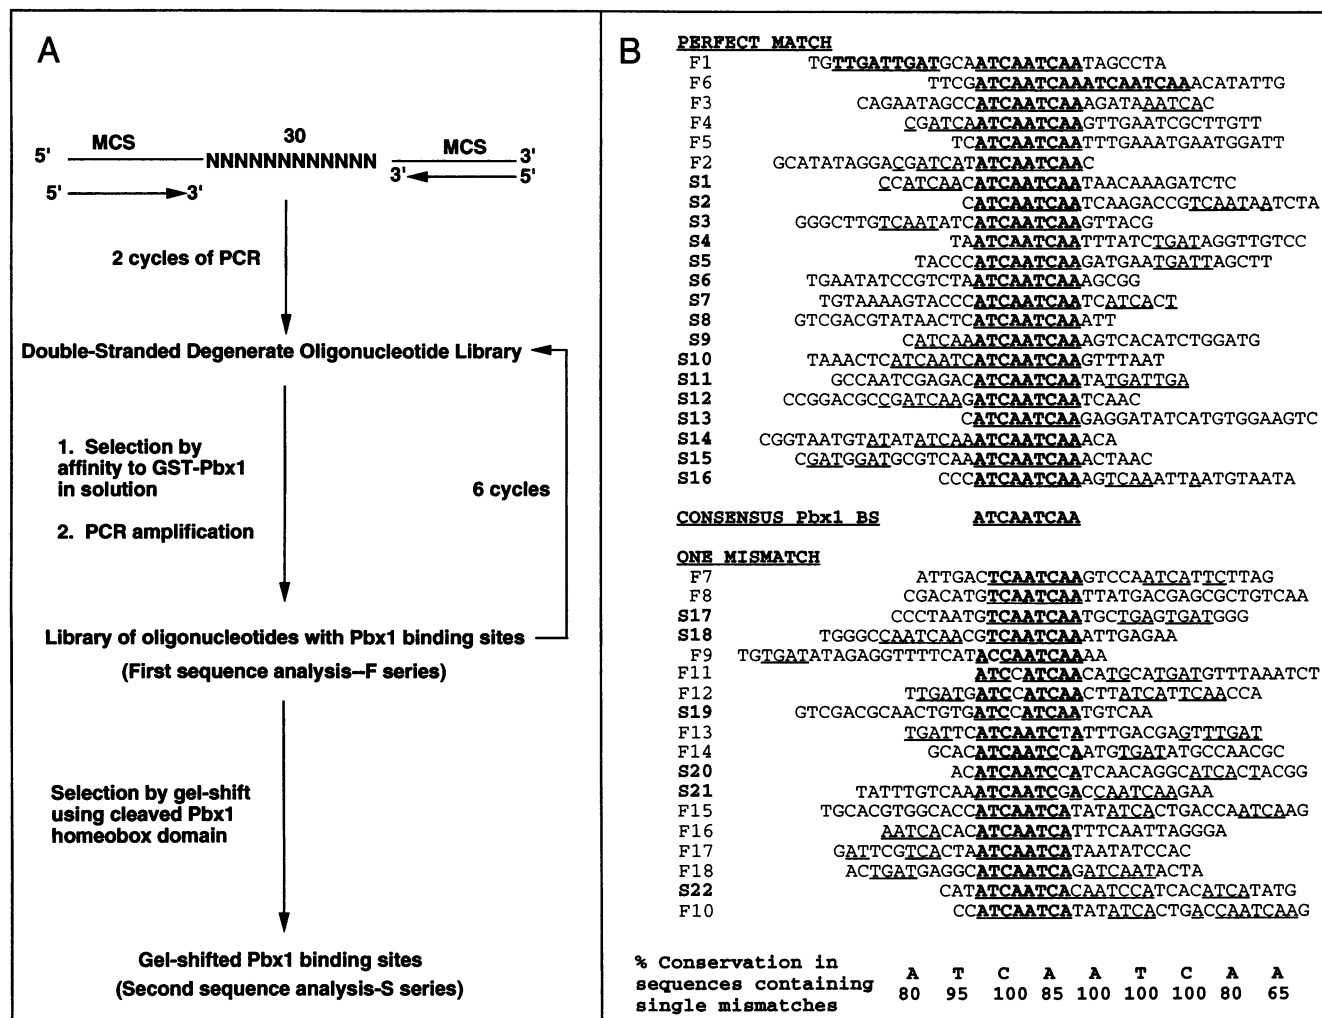 A
30
MCS
MCS
5'
NNNNNNNNNNNN
3'
5'
3'
3'
5'
2 cycles of PCR
Double-Stranded Degenerate Oligonucleotide Library
1. Selection by
affinity to GST-Pbx1
in solution
6 cycles
2. PCR amplification
Library of oligonucleotides with Pbx1 binding sites
(First sequence analysis--F series)
Selection by gel-shift
using cleaved Pbx1
homeobox domain
Gel-shifted Pbx1 binding sites
(Second sequence analysis-S series)
B
PERFECT MATCH
F1 TGTTGATTGATGCAATCAATCAATAGCCTA
F6 TTCGATCAATCAAATCAATCAAACATATTG
F3 CAGAATAGCCATCAATCAAAGATAAATCAC
F4 CGATCAATCAATCAAGTTGAATCGCTTGTT
F5 TCATCAATCAATTTGAAATGAATGGATT
F2 GCATATAGGACGATCATATCAATCAAC
S1 CCATCAACATCAATCAATAACAAAGATCTC
S2 CATCAATCAATCAAGACCGTCAATAATCTA
S3 GGGCTTGTCAATATCATCAATCAAGTTACG
S4 TAATCAATCAATTTATCTGATAGGTTGTCC
S5 TACCCATCAATCAAGATGAATGATTAGCTT
S6 TGAATATCCGTCTAATCAATCAAAGCGG
S7 TGTAAAAGTACCCATCAATCAATCATCACT
S8 GTCGACGTATAACTCATCAATCAAATT
S9 CATCAAATCAATCAAAGTCACATCTGGATG
S10 TAAACTCATCAATCATCAATCAAGTTTAAT
S11 GCCAATCGAGACATCAATCAATATGATTGA
S12 CCGGACGCCGATCAAGATCAATCAATCAAC
S13 CATCAATCAAGAGGATATCATGTGGAAGTC
S14 CGGTAATGTATATATCAAATCAATCAAACA
S15 CGATGGATGCGTCAAATCAATCAAACTAAC
S16 CCCATCAATCAAAGTCAAATTAATGTAATA
CONSENSUS Pbx1 BS ATCAATCAA
ONE MISMATCH
F7 ATTGACTCAATCAAGTCCAATCATTCTTAG
F8 CGACATGTCAATCAATTATGACGAGCGCTGTCAA
S17 CCCTAATGTCAATCAATGCTGAGTGATGGG
S18 TGGGCCAATCAACGTCAATCAAATTGAGAA
F9 TGTGATATAGAGGTTTTCATACCAATCAAAA
F11 ATCCATCAACATGCATGATGTTTAAATCT
F12 TTGATGATCCATCAACTTATCATTCAACCA
S19 GTCGACGCAACTGTGATCCATCAATGTCAA
F13 TGATTCATCAATCTATTTGACGAGTTTGAT
F14 GCACATCAATCCAATGTGATATGCCAACGC
S20 ACATCAATCCATCAACAGGCATCACTACGG
S21 TATTTGTCAAATCAATCGACCAATCAAGAA
F15 TGCACGTGGCACCATCAATCATATATCACTGACCAATCAAG
F16 AATCACACATCAATCATTTCAATTAGGGA
F17 GATTCGTCACTAATCAATCATAATATCCAC
F18 ACTGATGAGGCATCAATCAGATCAATACTA
S22 CATATCAATCACAATCCATCACATCATATG
F10 CCATCAATCATATATCACTGACCAATCAAG
% Conservation in
sequences containing
single mismatches
A T C A A T C A A
80 95 100 85 100 100 100 80 65